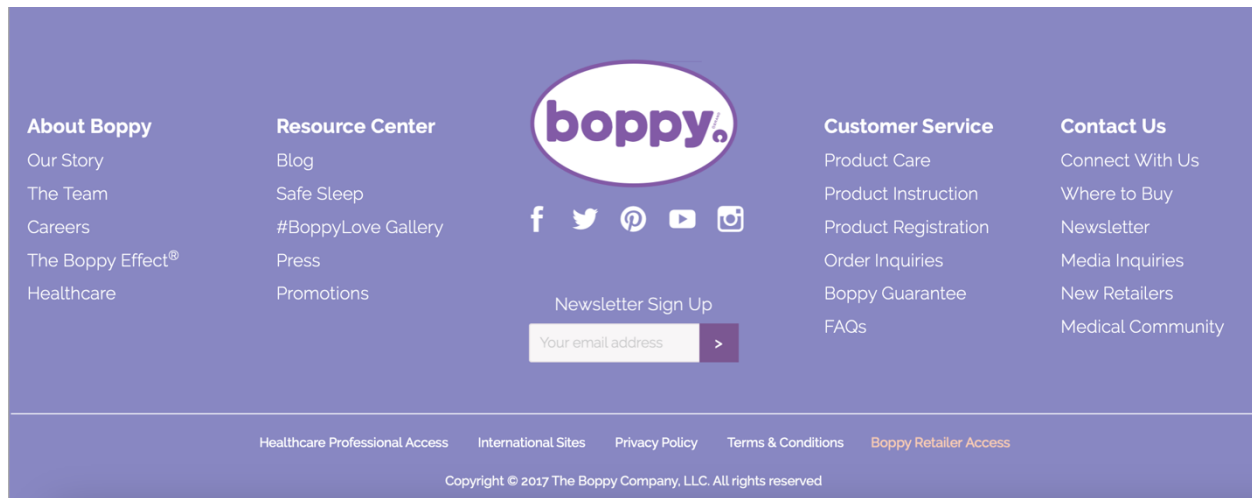 About Boppy
Our Story
The Team
Careers
The Boppy Effect®
Healthcare
Resource Center
Blog
Safe Sleep
#BoppyLove Gallery
Press
Promotions
boppy.
Newsletter Sign Up
Your email address
>
Customer Service
Product Care
Product Instruction
Product Registration
Order Inquiries
Boppy Guarantee
FAQs
Contact Us
Connect With Us
Where to Buy
Newsletter
Media Inquiries
New Retailers
Medical Community
Healthcare Professional Access International Sites Privacy Policy Terms & Conditions Boppy Retailer Access
Copyright © 2017 The Boppy Company, LLC. All rights reserved